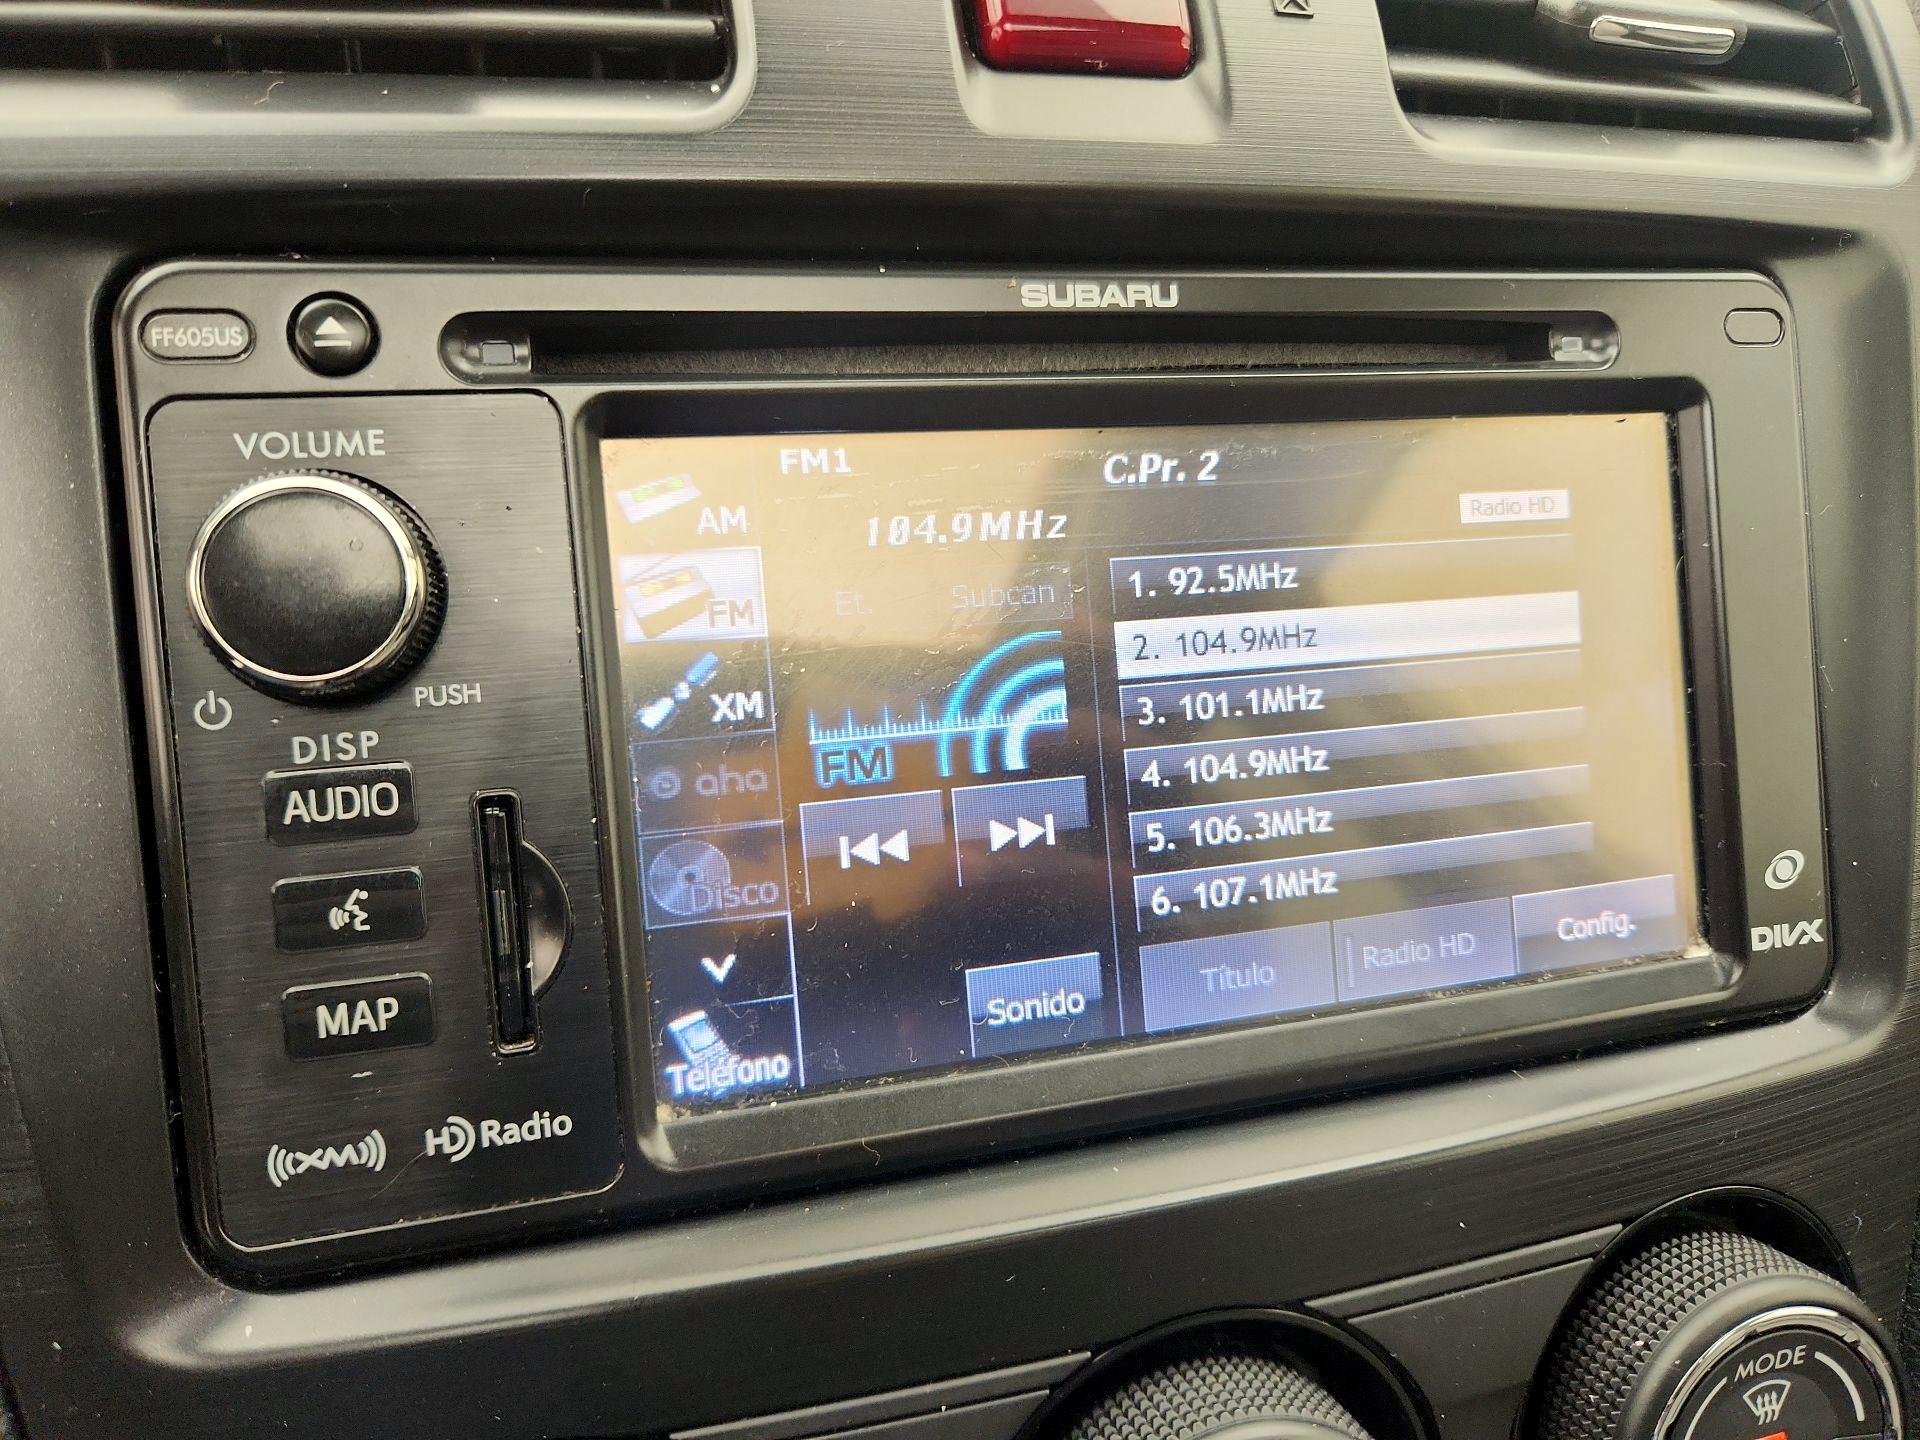 SUBARU
FF605US
VOLUME
PUSH
DISP
AUDIO
MAP
XM
HD Radio
FM1
C.Pr. 2
104.9MHz
Radio HD
AM
FM
XM
aha
Disco
Teléfono
Et.
Subcan
FM
Sonido
1. 92.5MHz
2. 104.9MHz
3. 101.1MHz
4. 104.9MHz
5. 106.3MHz
6. 107.1MHz
Título
Radio HD
Config.
DIVX
MODE